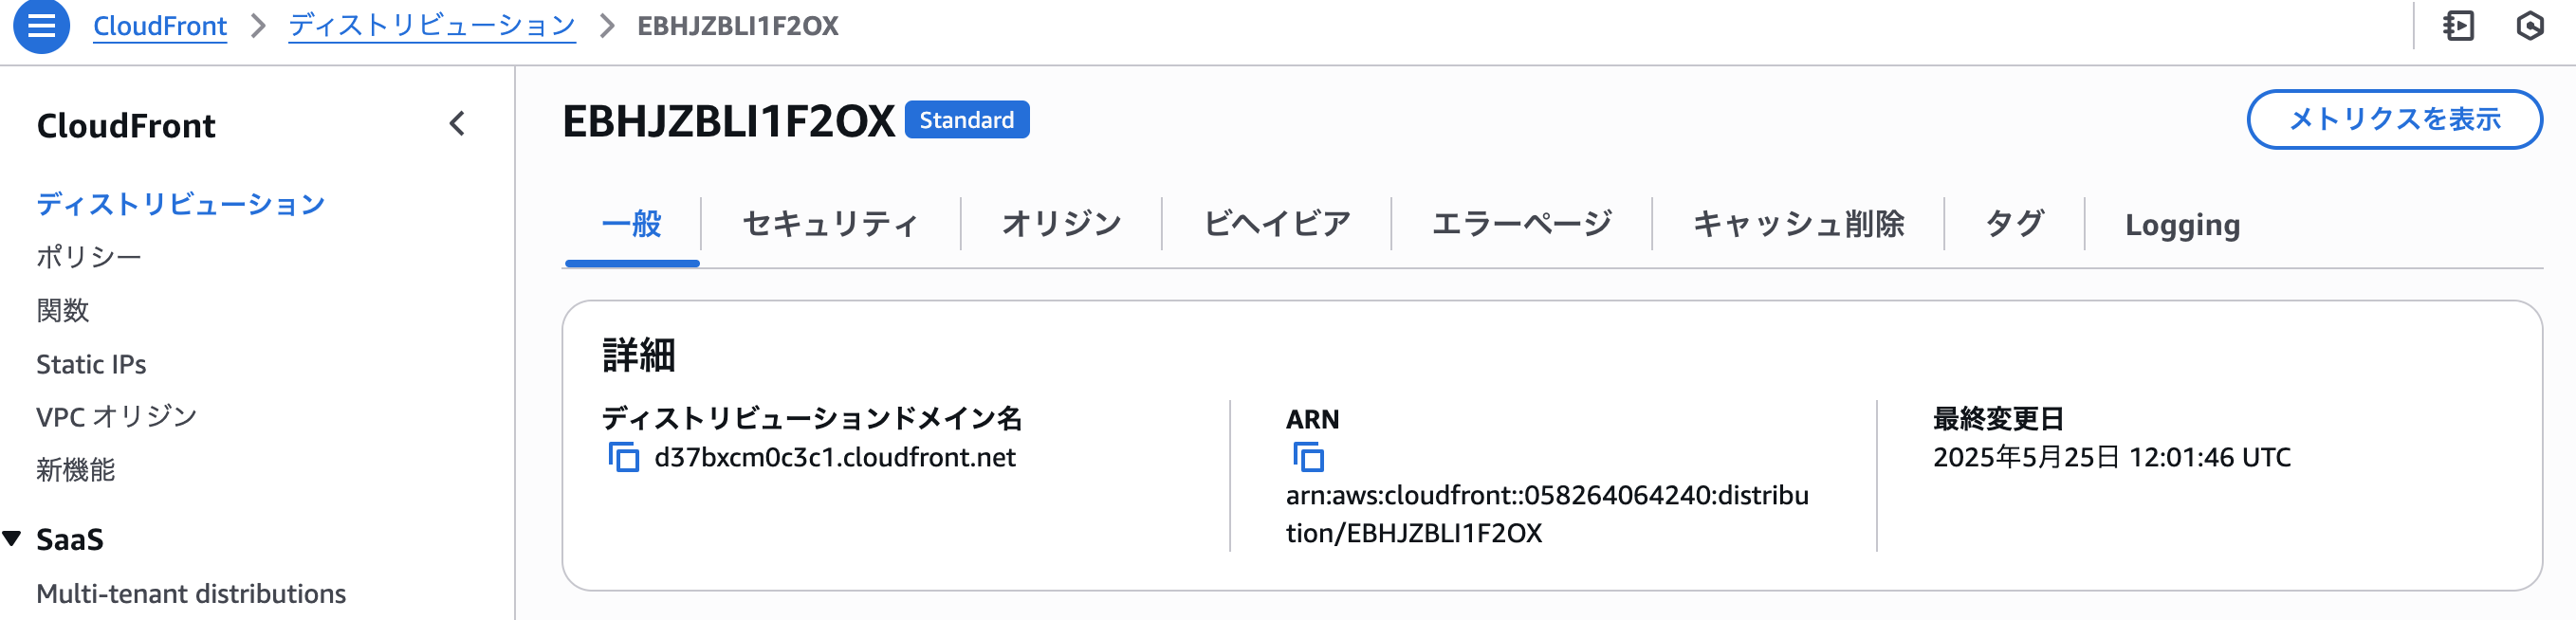 CloudFront > ディストリビューション > EBHJZBLI1F2OX
CloudFront
ディストリビューション
ポリシー
関数
Static IPs
VPC オリジン
新機能
SaaS
Multi-tenant distributions
EBHJZBLI1F2OX Standard
メトリクスを表示
一般 セキュリティ オリジン ビヘイビア エラーページ キャッシュ削除 タグ Logging
詳細
ディストリビューションドメイン名
d37bxcm0c3c1.cloudfront.net
ARN
arn:aws:cloudfront::058264064240:distribu
tion/EBHJZBLI1F2OX
最終変更日
2025年5月25日 12:01:46 UTC